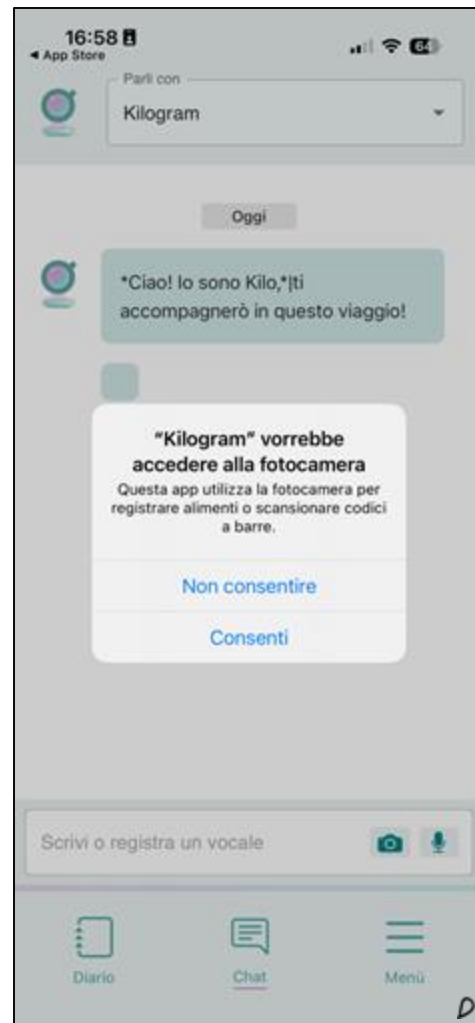 16:58
64
◀ App Store
Parli con
Kilogram
Oggi
*Ciao! Io sono Kilo,*|ti
accompagnerò in questo viaggio!
“Kilogram” vorrebbe
accedere alla fotocamera
Questa app utilizza la fotocamera per
registrare alimenti o scansionare codici
a barre.
Non consentire
Consenti
Scrivi o registra un vocale
Diario
Chat
Menù